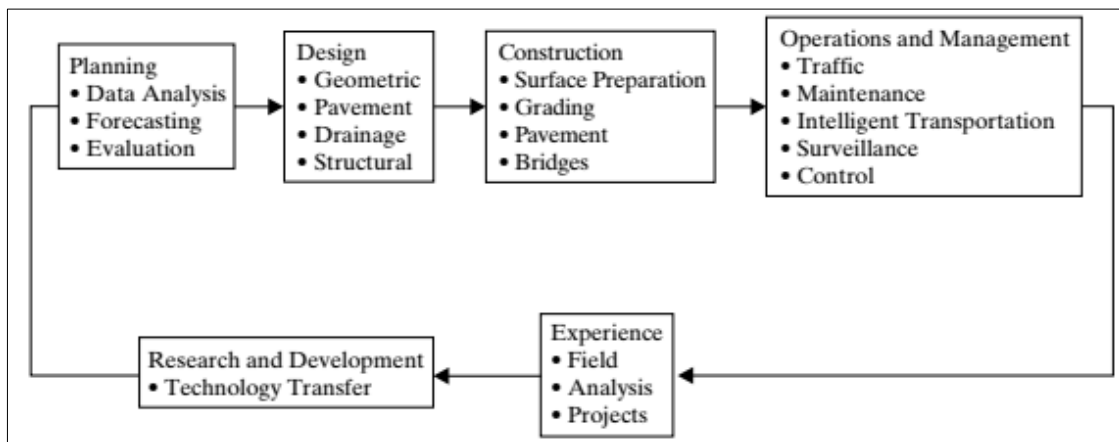 Planning
• Data Analysis
• Forecasting
• Evaluation
Design
• Geometric
• Pavement
• Drainage
• Structural
Construction
• Surface Preparation
• Grading
• Pavement
• Bridges
Operations and Management
• Traffic
• Maintenance
• Intelligent Transportation
• Surveillance
• Control
Experience
• Field
• Analysis
• Projects
Research and Development
• Technology Transfer